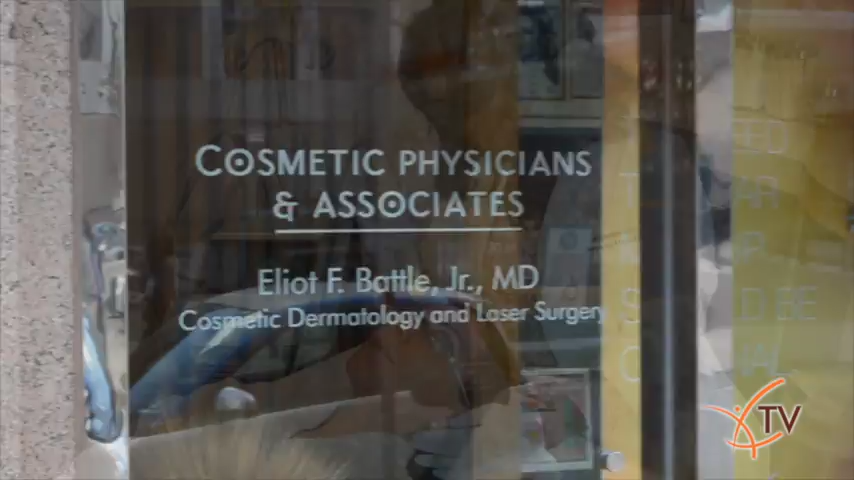 COSMETIC PHYSICIANS
& ASSOCIATES
Eliot F. Battle, Jr., MD
Cosmetic Dermatology and Laser Surgery
TV